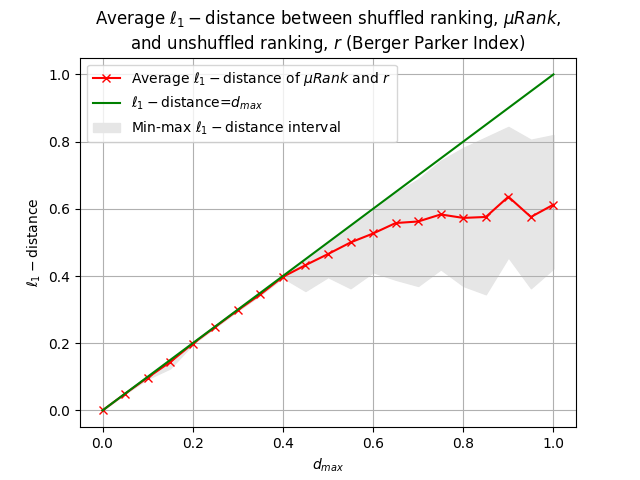 Average ℓ₁ − distance between shuffled ranking, μRank,
and unshuffled ranking, r (Berger Parker Index)
Average ℓ₁ − distance of μRank and r
ℓ₁ − distance=dₘₐₓ
Min-max ℓ₁ − distance interval
ℓ₁ − distance
1.0
0.8
0.6
0.4
0.2
0.0
0.0 0.2 0.4 0.6 0.8 1.0
dₘₐₓ